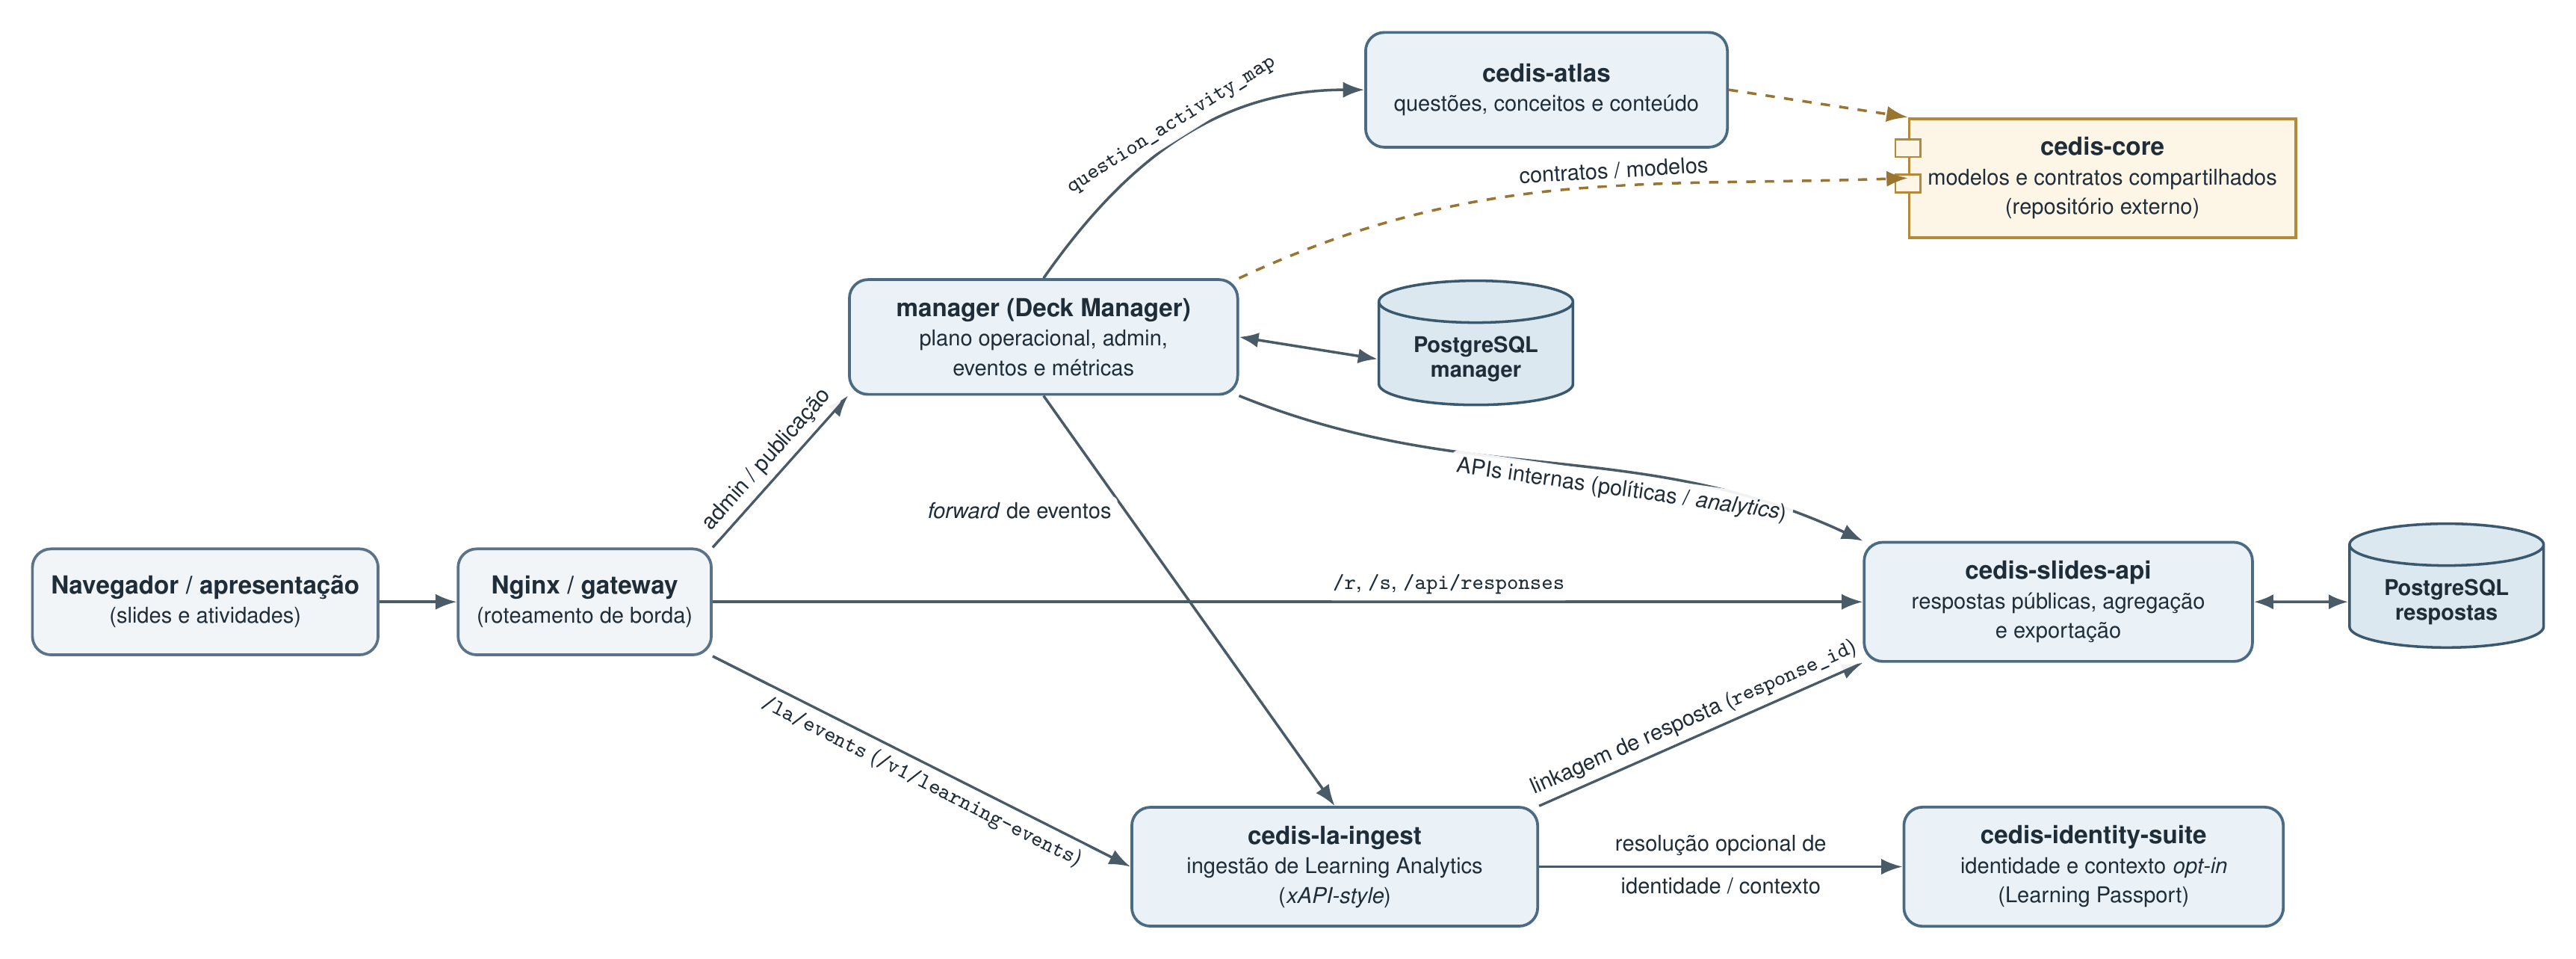 cedis-atlas
questões, conceitos e conteúdo
question_activity_map
cedis-core
modelos e contratos compartilhados
(repositório externo)
contratos / modelos
manager (Deck Manager)
plano operacional, admin,
eventos e métricas
PostgreSQL
manager
admin / publicação
forward de eventos
APIs internas (políticas / analytics)
Navegador / apresentação
(slides e atividades)
Nginx / gateway
(roteamento de borda)
/r, /s, /api/responses
cedis-slides-api
respostas públicas, agregação
e exportação
PostgreSQL
respostas
/la/events (/v1/learning-events)
linkagem de resposta (response_id)
cedis-la-ingest
ingestão de Learning Analytics
(xAPI-style)
resolução opcional de
identidade / contexto
cedis-identity-suite
identidade e contexto opt-in
(Learning Passport)